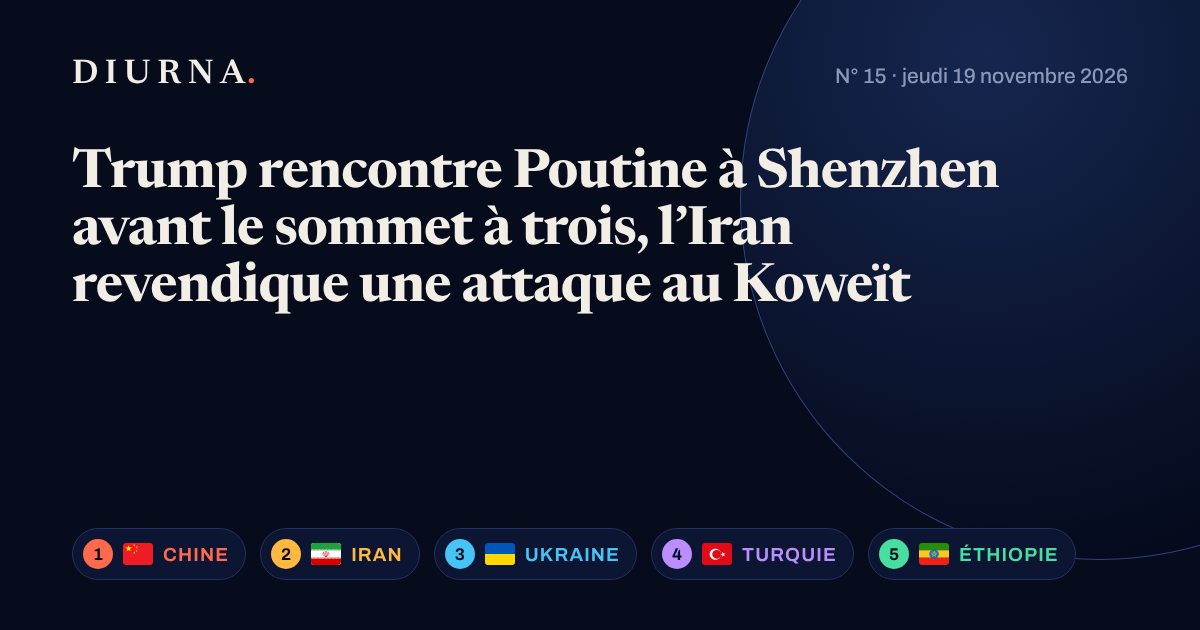 DIURNA.
N° 15 · jeudi 19 novembre 2026
Trump rencontre Poutine à Shenzhen
avant le sommet à trois, l’Iran
revendique une attaque au Koweït
1 CHINE
2 IRAN
3 UKRAINE
4 TURQUIE
5 ÉTHIOPIE